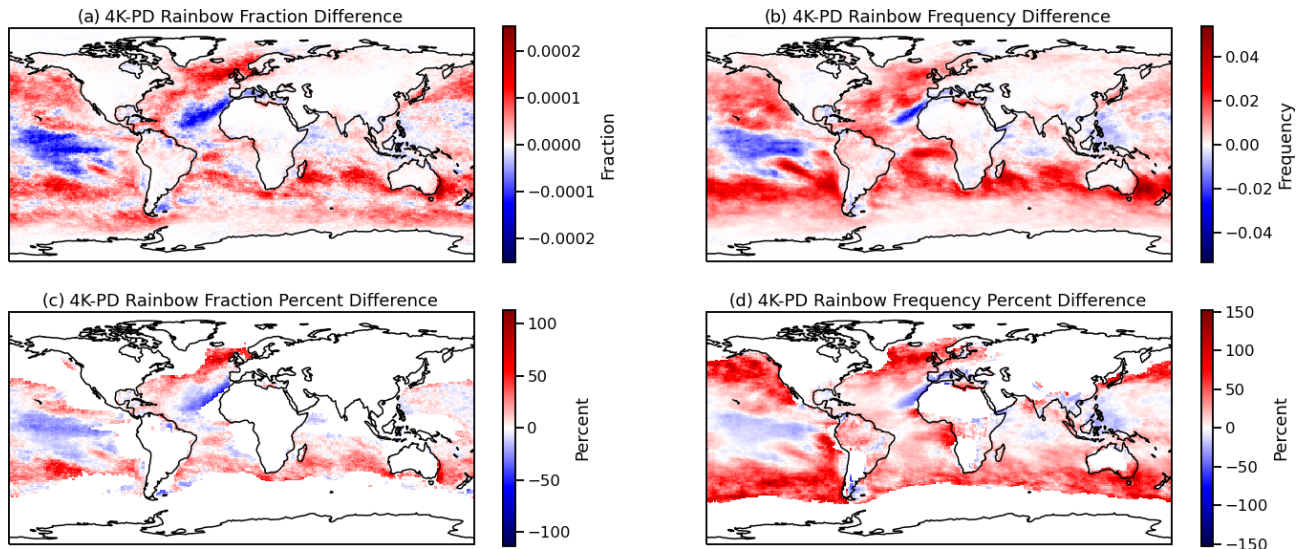 (a) 4K-PD Rainbow Fraction Difference
0.0002
0.0001
0.0000
−0.0001
−0.0002
Fraction
(b) 4K-PD Rainbow Frequency Difference
0.04
0.02
0.00
−0.02
−0.04
Frequency
(c) 4K-PD Rainbow Fraction Percent Difference
100
50
0
−50
−100
Percent
(d) 4K-PD Rainbow Frequency Percent Difference
150
100
50
0
−50
−100
−150
Percent